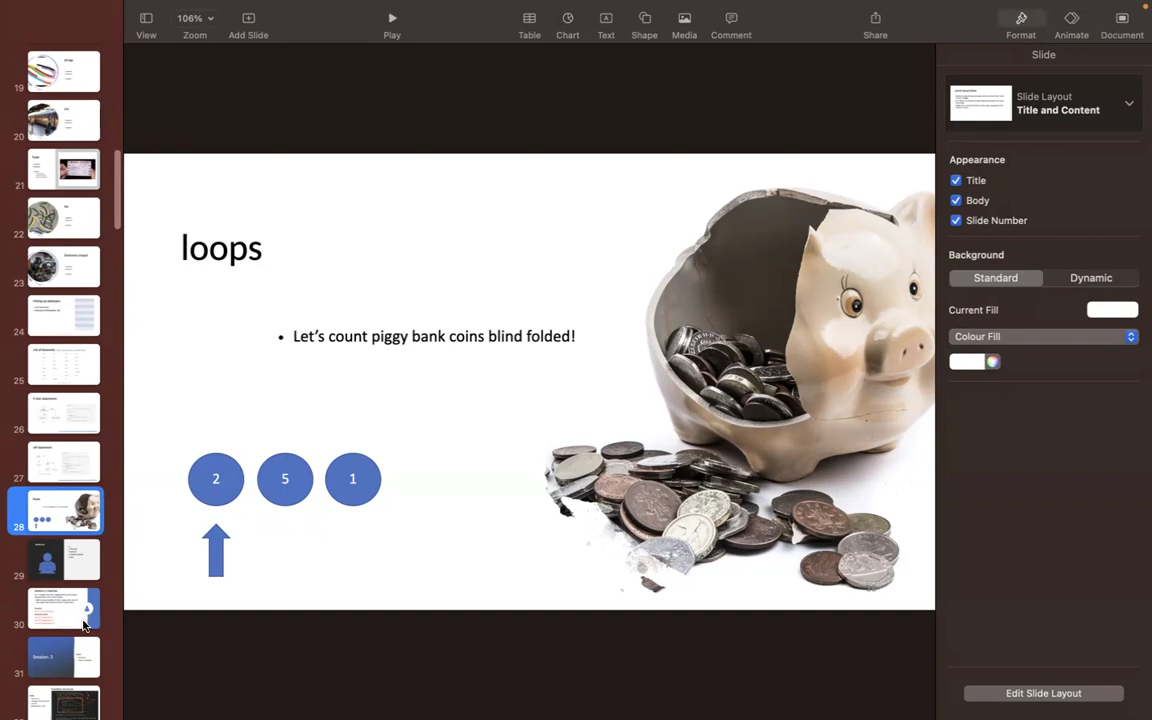 106%
View
Zoom
Add Slide
Play
Table
Chart
Text
Shape
Media
Comment
Share
Format
Animate
Document
19
20
21
22
23
24
25
26
27
28
29
30
31
Session: 3
loops
• Let's count piggy bank coins blind folded!
2 5 1
Slide
Slide Layout
Title and Content
Appearance
Title
Body
Slide Number
Background
Standard
Dynamic
Current Fill
Colour Fill
Edit Slide Layout